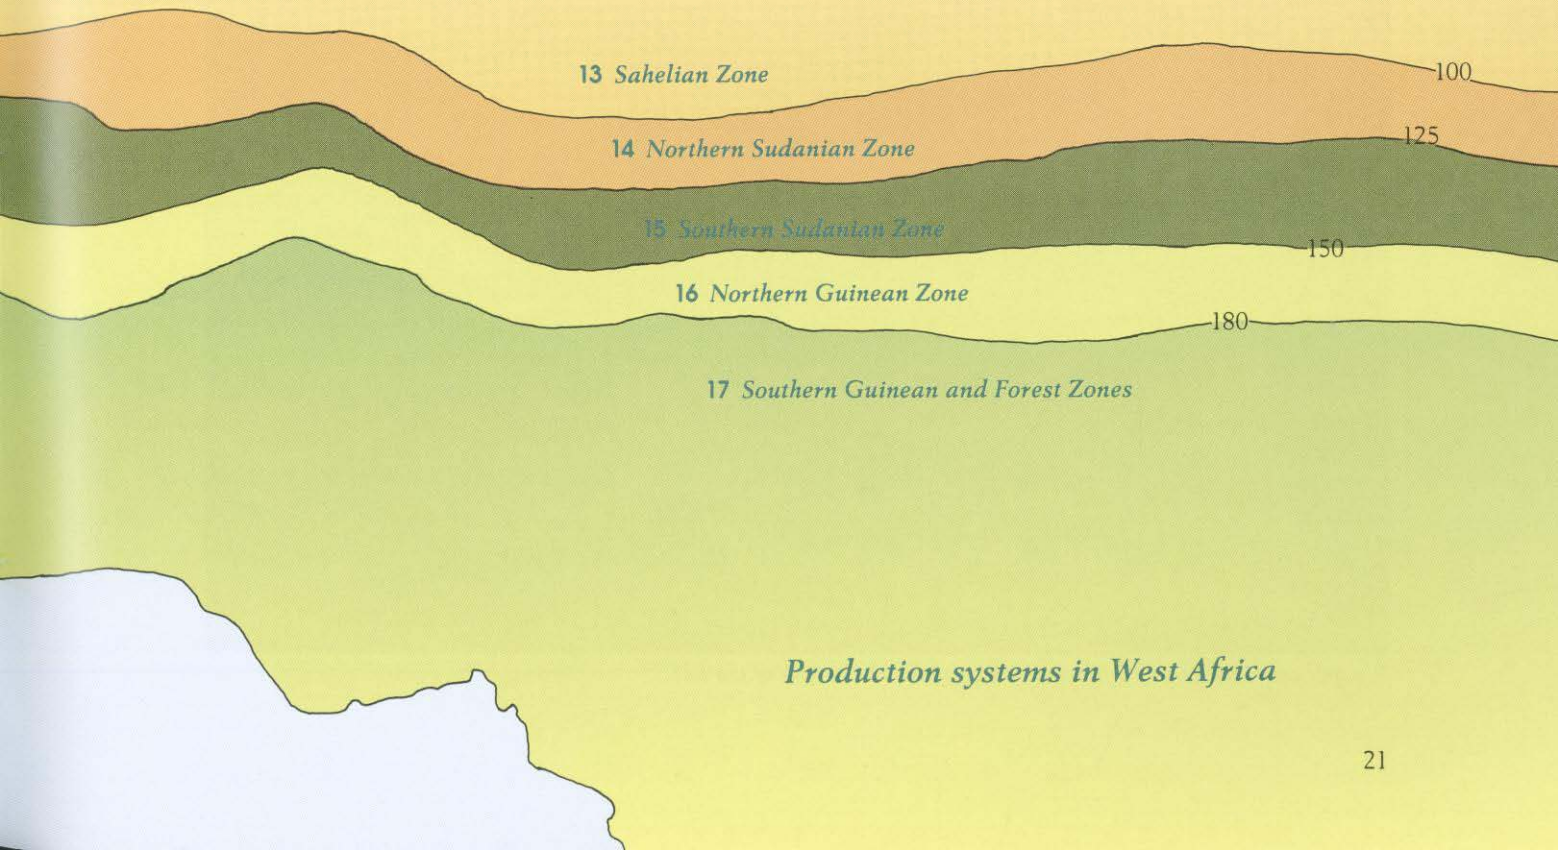 13 Sahelian Zone
100
125
14 Northern Sudanian Zone
15 Southern Sudanian Zone
150
16 Northern Guinean Zone
180
17 Southern Guinean and Forest Zones
Production systems in West Africa
21